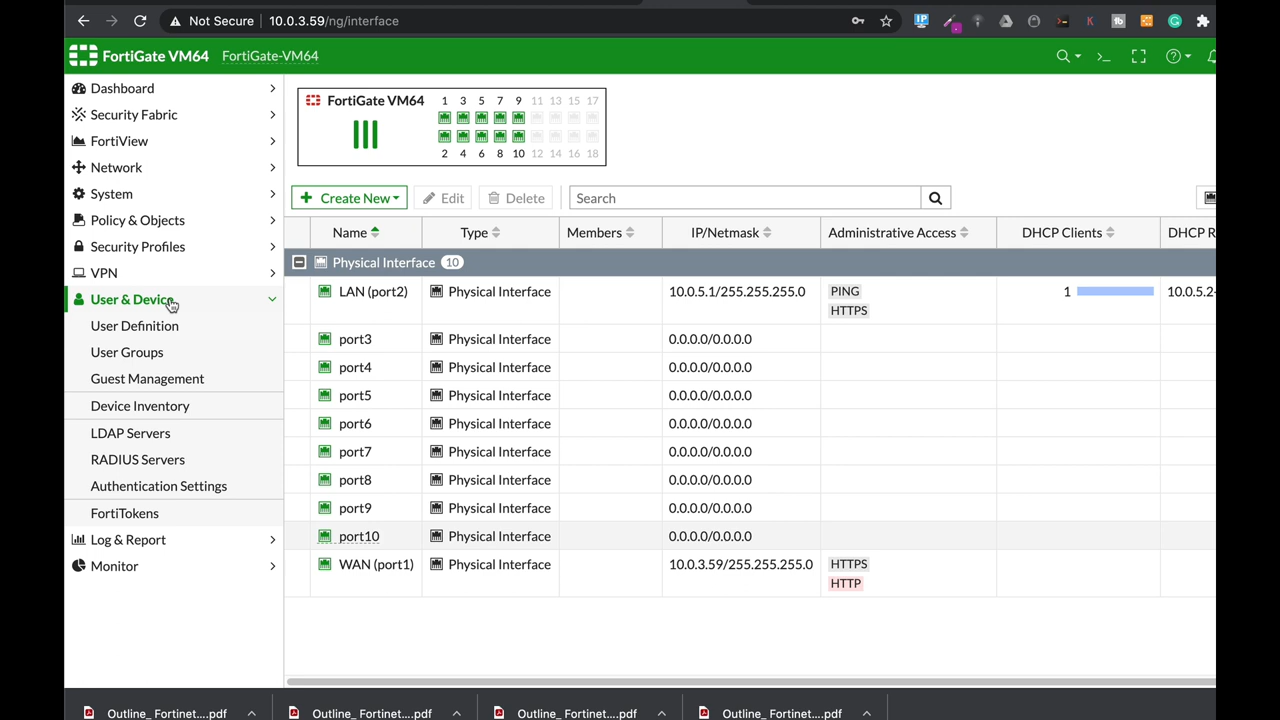 Not Secure | 10.0.3.59/ng/interface
FortiGate VM64 FortiGate-VM64
Dashboard
Security Fabric
FortiView
Network
System
Policy & Objects
Security Profiles
VPN
User & Device
User Definition
User Groups
Guest Management
Device Inventory
LDAP Servers
RADIUS Servers
Authentication Settings
FortiTokens
Log & Report
Monitor
FortiGate VM64
1 3 5 7 9 11 13 15 17
2 4 6 8 10 12 14 16 18
+ Create New Edit Delete Search
Name Type Members IP/Netmask Administrative Access DHCP Clients DHCP R
Physical Interface 10
LAN (port2) Physical Interface 10.0.5.1/255.255.255.0 PING 1 10.0.5.2-
HTTPS
port3 Physical Interface 0.0.0.0/0.0.0.0
port4 Physical Interface 0.0.0.0/0.0.0.0
port5 Physical Interface 0.0.0.0/0.0.0.0
port6 Physical Interface 0.0.0.0/0.0.0.0
port7 Physical Interface 0.0.0.0/0.0.0.0
port8 Physical Interface 0.0.0.0/0.0.0.0
port9 Physical Interface 0.0.0.0/0.0.0.0
port10 Physical Interface 0.0.0.0/0.0.0.0
WAN (port1) Physical Interface 10.0.3.59/255.255.255.0 HTTPS
HTTP
Outline_ Fortinet....pdf Outline_ Fortinet....pdf Outline_ Fortinet....pdf Outline_ Fortinet....pdf